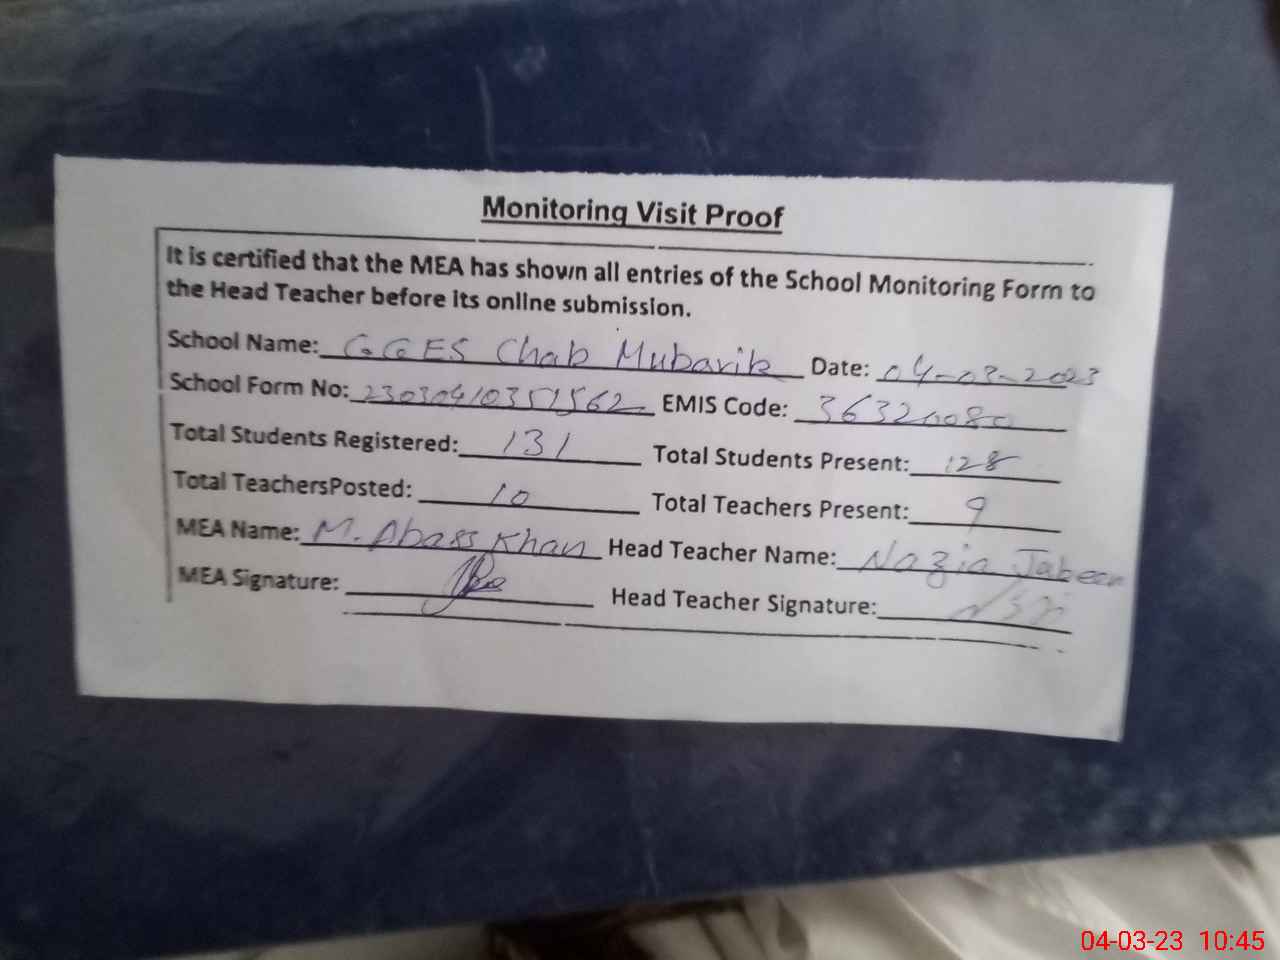 Monitoring Visit Proof
It is certified that the MEA has shown all entries of the School Monitoring Form to
the Head Teacher before its online submission.
School Name: GGES Chab Mubarik Date: 04-03-2023
School Form No: 23030410351562 EMIS Code: 36320080
Total Students Registered: 131 Total Students Present: 128
Total TeachersPosted: 10 Total Teachers Present: 9
MEA Name: M. Abass Khan Head Teacher Name: Nazia Jabeen
MEA Signature: Head Teacher Signature:
04-03-23 10:45